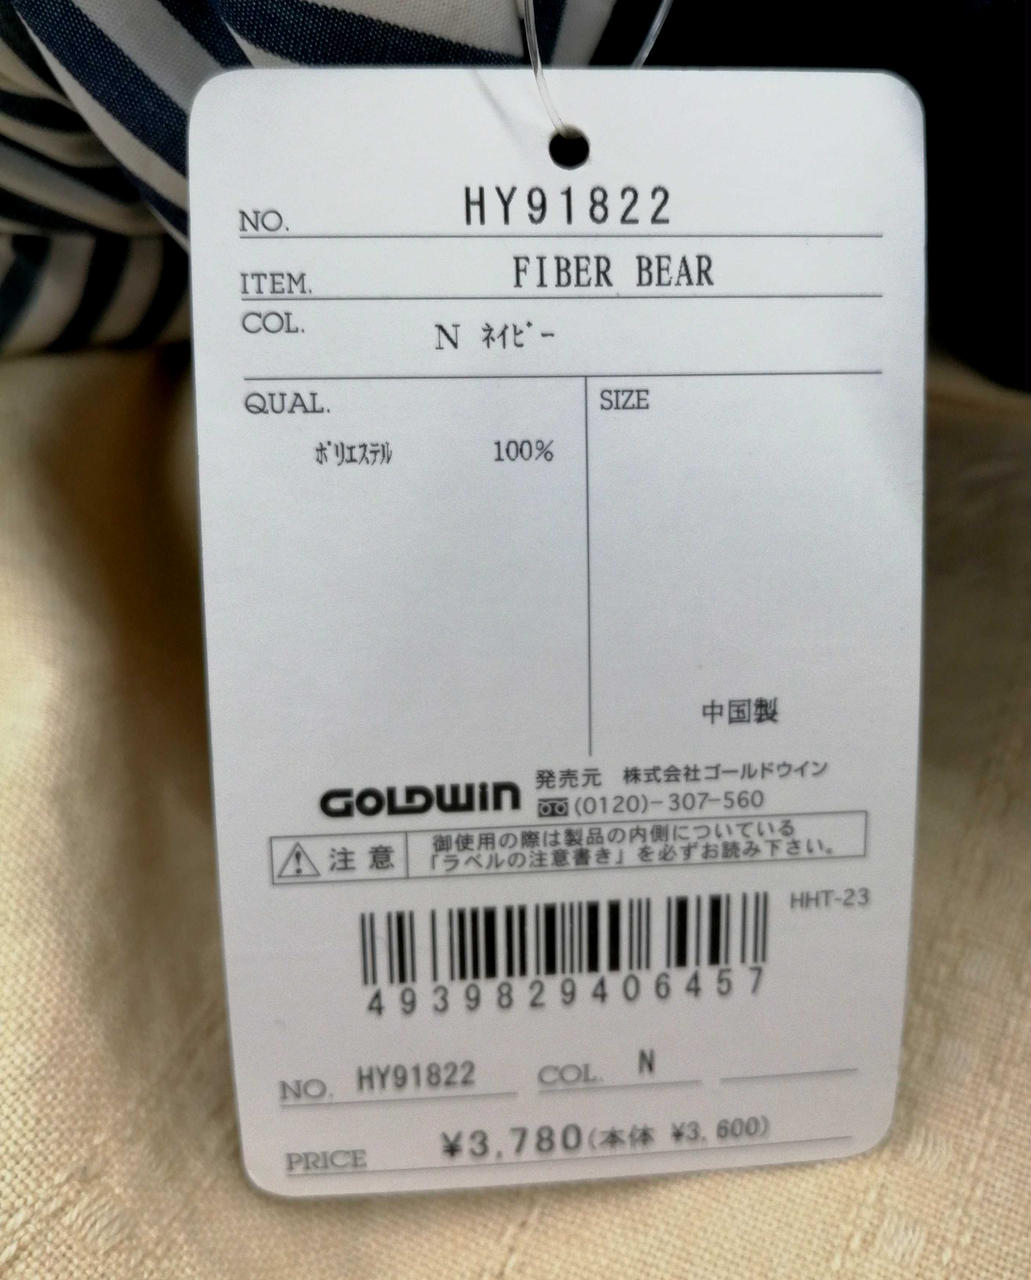 NO. HY91822
ITEM. FIBER BEAR
COL. N ﾈｲﾋﾞｰ
QUAL. SIZE
ﾎﾟﾘｴｽﾃﾙ 100%
中国製
GOLDWIN 発売元 株式会社ゴールドウイン
(0120)-307-560
注意 御使用の際は製品の内側についている
「ラベルの注意書き」を必ずお読み下さい。
HHT-23
4939829406457
NO. HY91822 COL. N
PRICE ¥3,780(本体 ¥3,600)